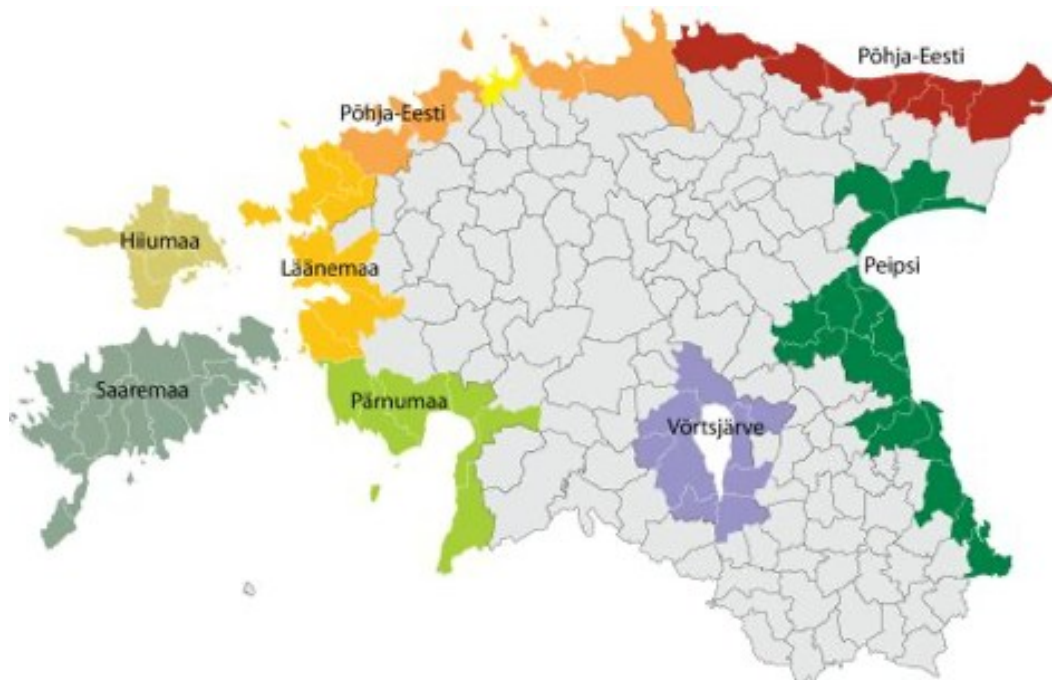 Põhja-Eesti
Põhja-Eesti
Hiiumaa
Läänemaa
Peipsi
Saaremaa
Pärnumaa
Võrtsjärve